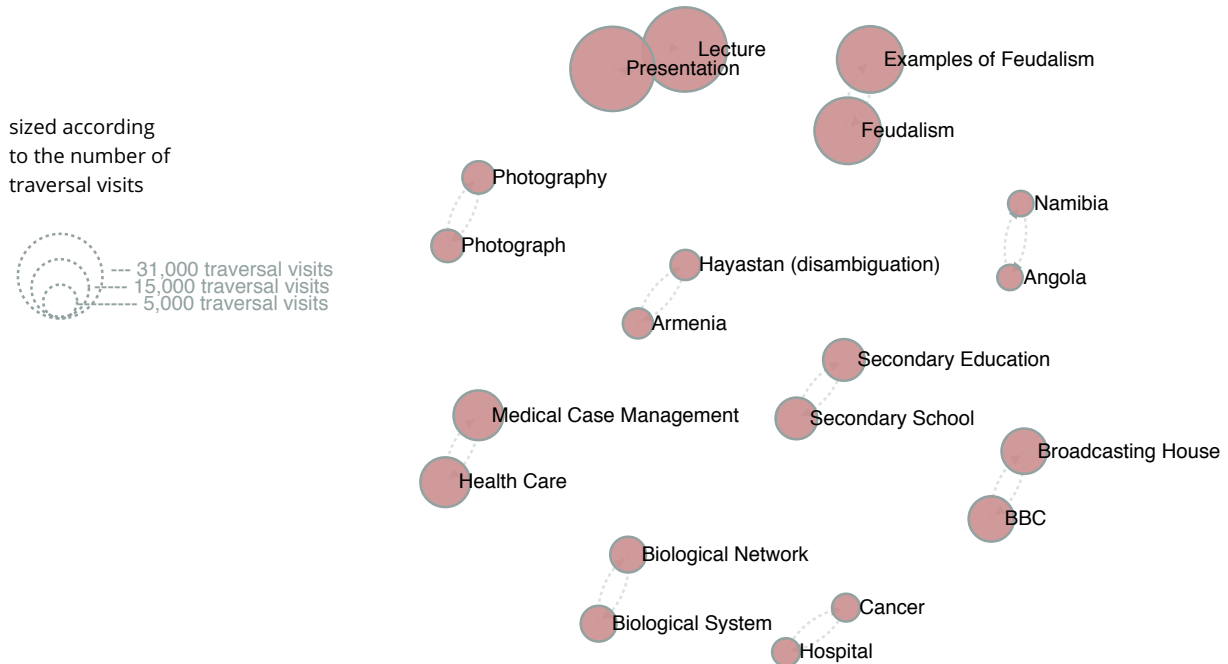 Lecture
Presentation
Examples of Feudalism
Feudalism
sized according
to the number of
traversal visits
Photography
Photograph
Namibia
Angola
Hayastan (disambiguation)
Armenia
31,000 traversal visits
15,000 traversal visits
5,000 traversal visits
Secondary Education
Secondary School
Medical Case Management
Health Care
Broadcasting House
BBC
Biological Network
Biological System
Cancer
Hospital